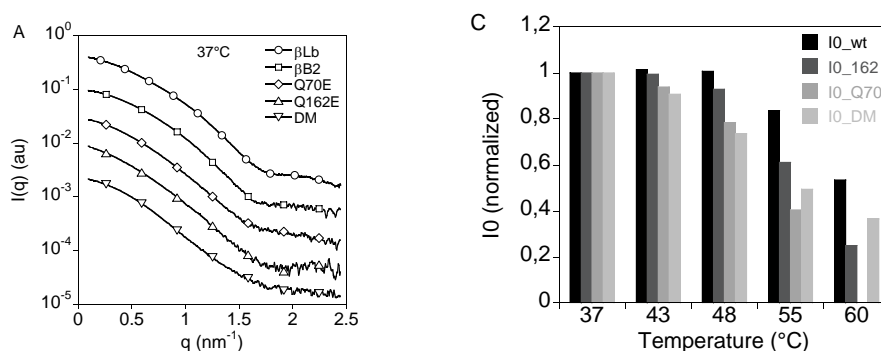 A
37°C
βLb
βB2
Q70E
Q162E
DM
I(q) (au)
10⁰
10⁻¹
10⁻²
10⁻³
10⁻⁴
10⁻⁵
0
0.5
1
1.5
2
2.5
q (nm⁻¹)
C
I0_wt
I0_162
I0_Q70
I0_DM
I0 (normalized)
1,2
1
0,8
0,6
0,4
0,2
0
37
43
48
55
60
Temperature (°C)